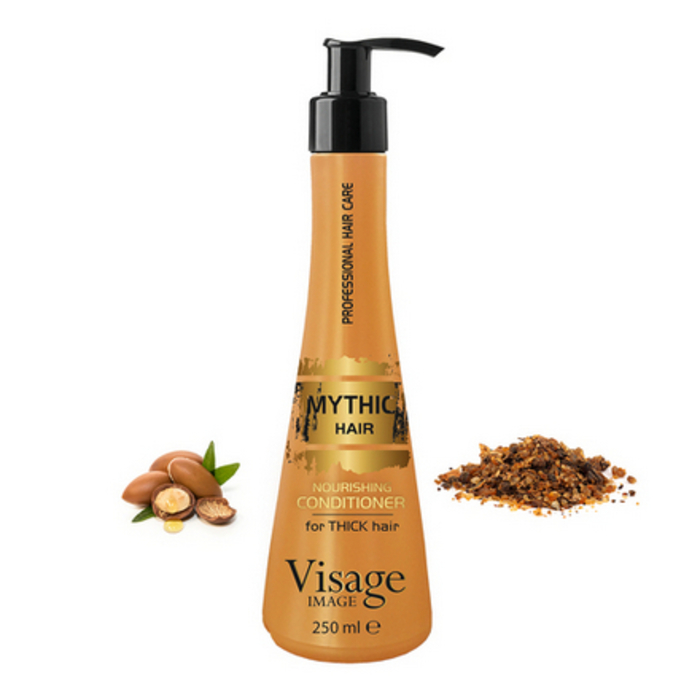 PROFESSIONAL HAIR CARE
MYTHIC
HAIR
NOURISHING
CONDITIONER
for THICK hair
Visage
IMAGE
250 ml ℮